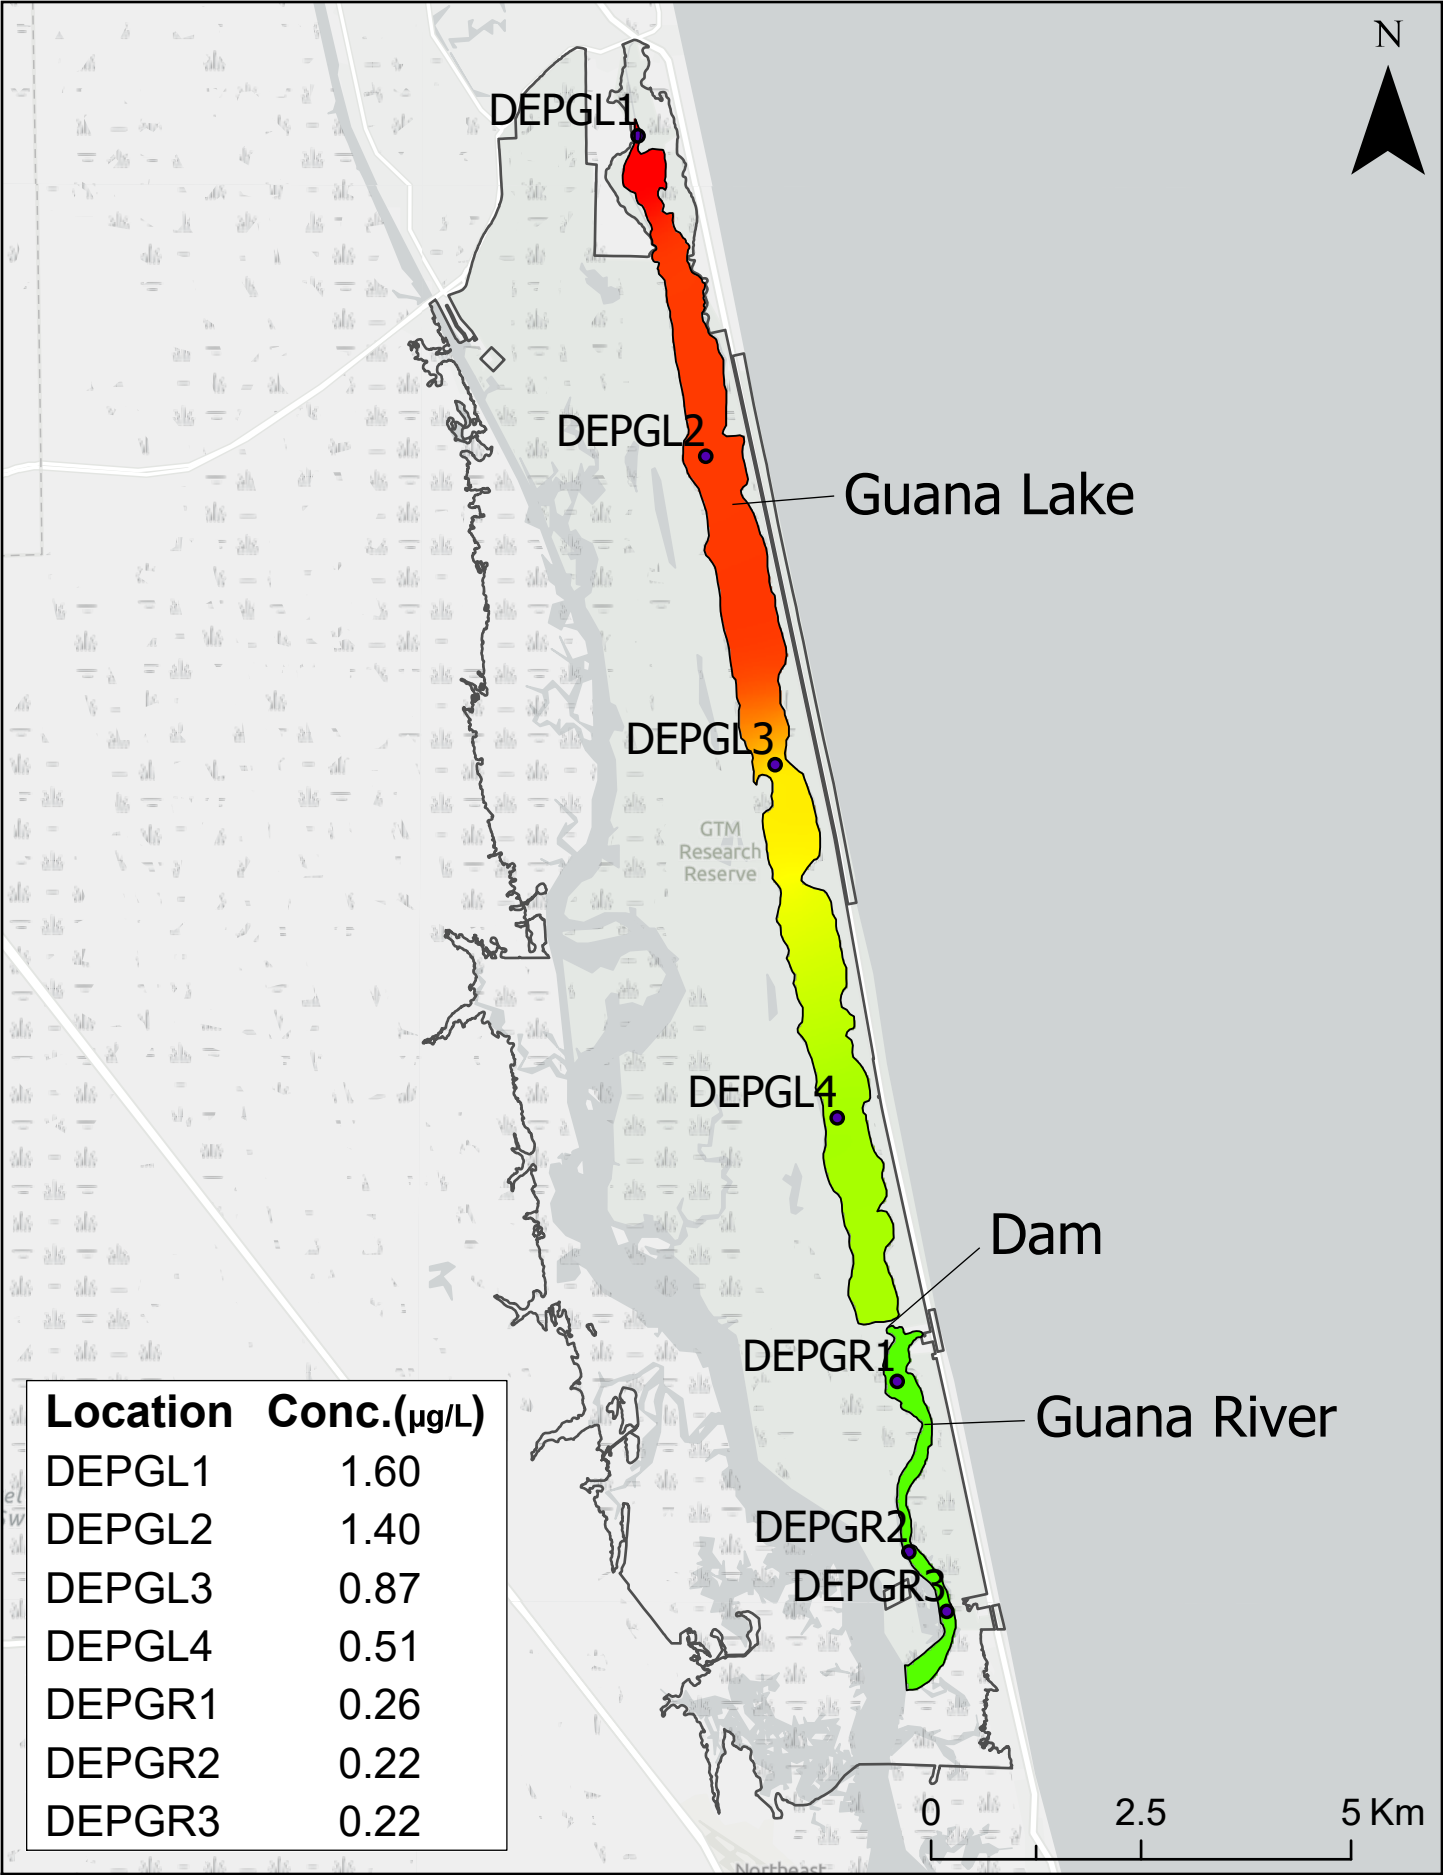 N
DEPGL1
DEPGL2
Guana Lake
DEPGL3
GTM
Research
Reserve
DEPGL4
Dam
DEPGR1
Guana River
DEPGR2
DEPGR3
Location Conc.(µg/L)
DEPGL1 1.60
DEPGL2 1.40
DEPGL3 0.87
DEPGL4 0.51
DEPGR1 0.26
DEPGR2 0.22
DEPGR3 0.22
0 2.5 5 Km
Northeast